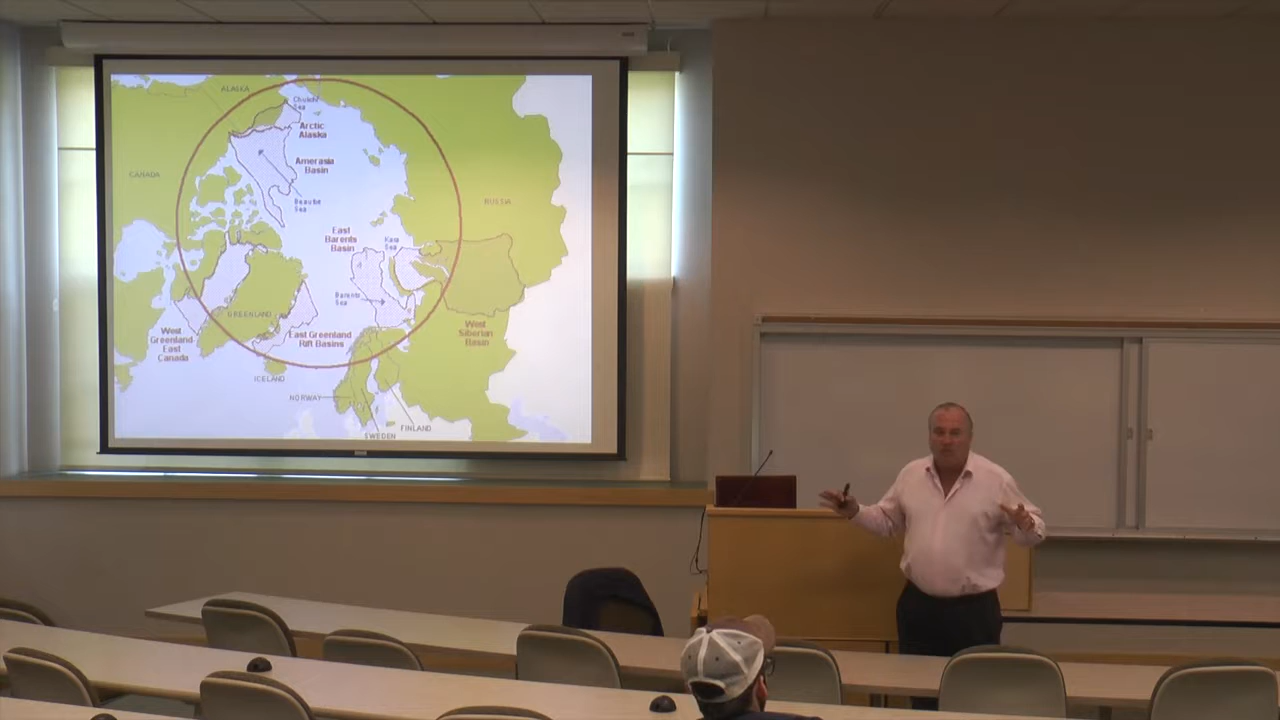 ALASKA
Chukchi
Sea
Arctic
Alaska
Amerasia
Basin
CANADA
Beaufort
Sea
RUSSIA
East
Barents
Basin
Kara
Sea
Barents
Sea
GREENLAND
West
Greenland-
East
Canada
East Greenland
Rift Basins
West
Siberian
Basin
ICELAND
NORWAY
FINLAND
SWEDEN